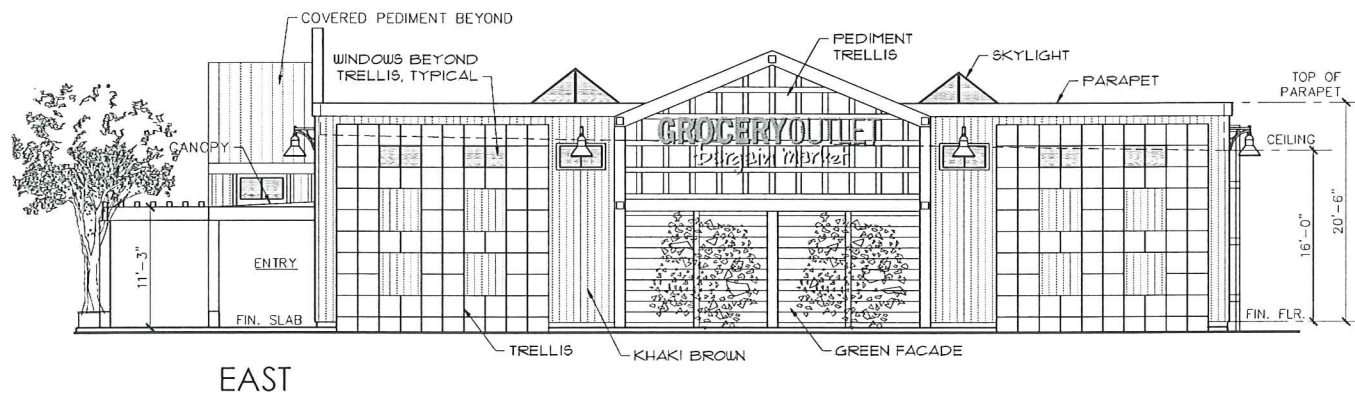 COVERED PEDIMENT BEYOND
WINDOWS BEYOND
TRELLIS, TYPICAL
PEDIMENT
TRELLIS
SKYLIGHT
PARAPET
TOP OF
PARAPET
GROCERY OUTLET
Bargain Market
CANOPY
CEILING
11'-3"
ENTRY
16'-0"
20'-6"
FIN. SLAB
FIN. FLR.
TRELLIS
KHAKI BROWN
GREEN FACADE
EAST